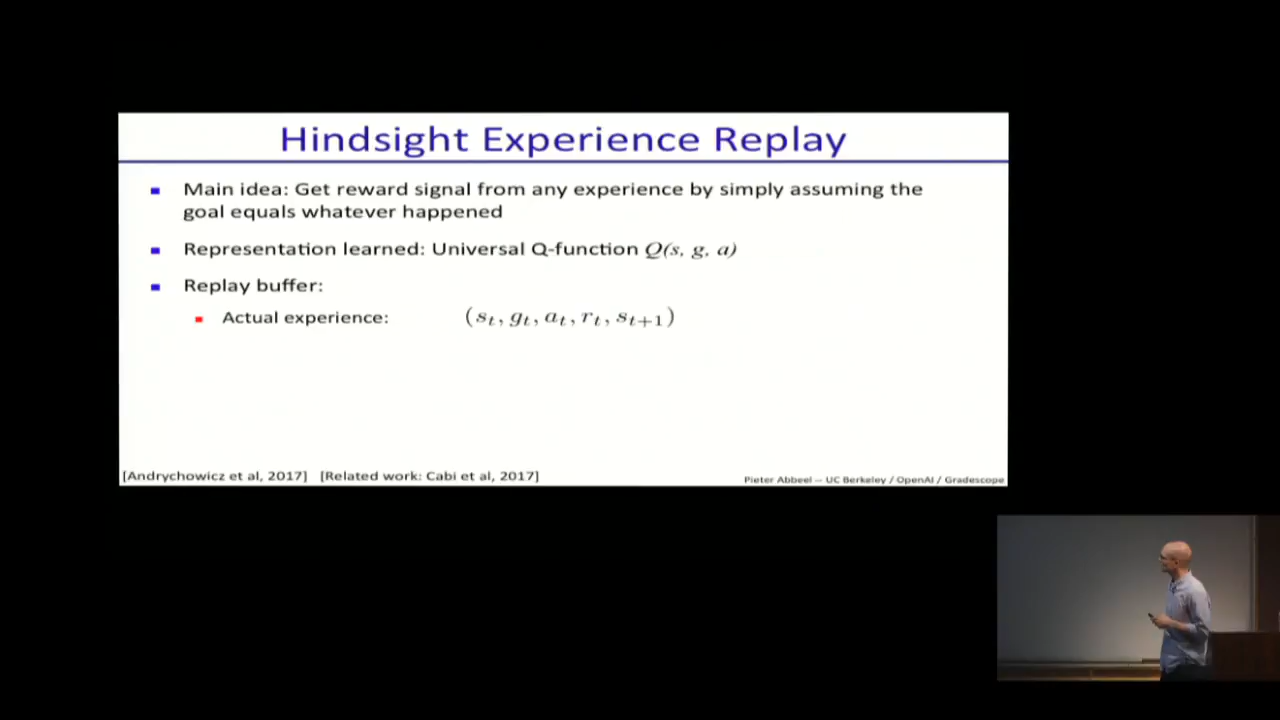 Hindsight Experience Replay
Main idea: Get reward signal from any experience by simply assuming the
goal equals whatever happened
Representation learned: Universal Q-function Q(s, g, a)
Replay buffer:
Actual experience: (s_t, g_t, a_t, r_t, s_{t+1})
[Andrychowicz et al, 2017] [Related work: Cabi et al, 2017]
Pieter Abbeel -- UC Berkeley / OpenAI / Gradescope